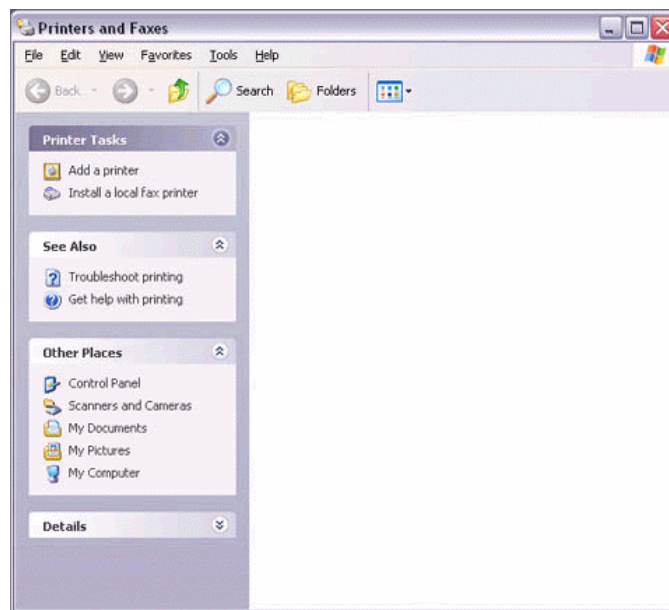 Printers and Faxes
File Edit View Favorites Tools Help
Back Search Folders
Printer Tasks
Add a printer
Install a local fax printer
See Also
Troubleshoot printing
Get help with printing
Other Places
Control Panel
Scanners and Cameras
My Documents
My Pictures
My Computer
Details